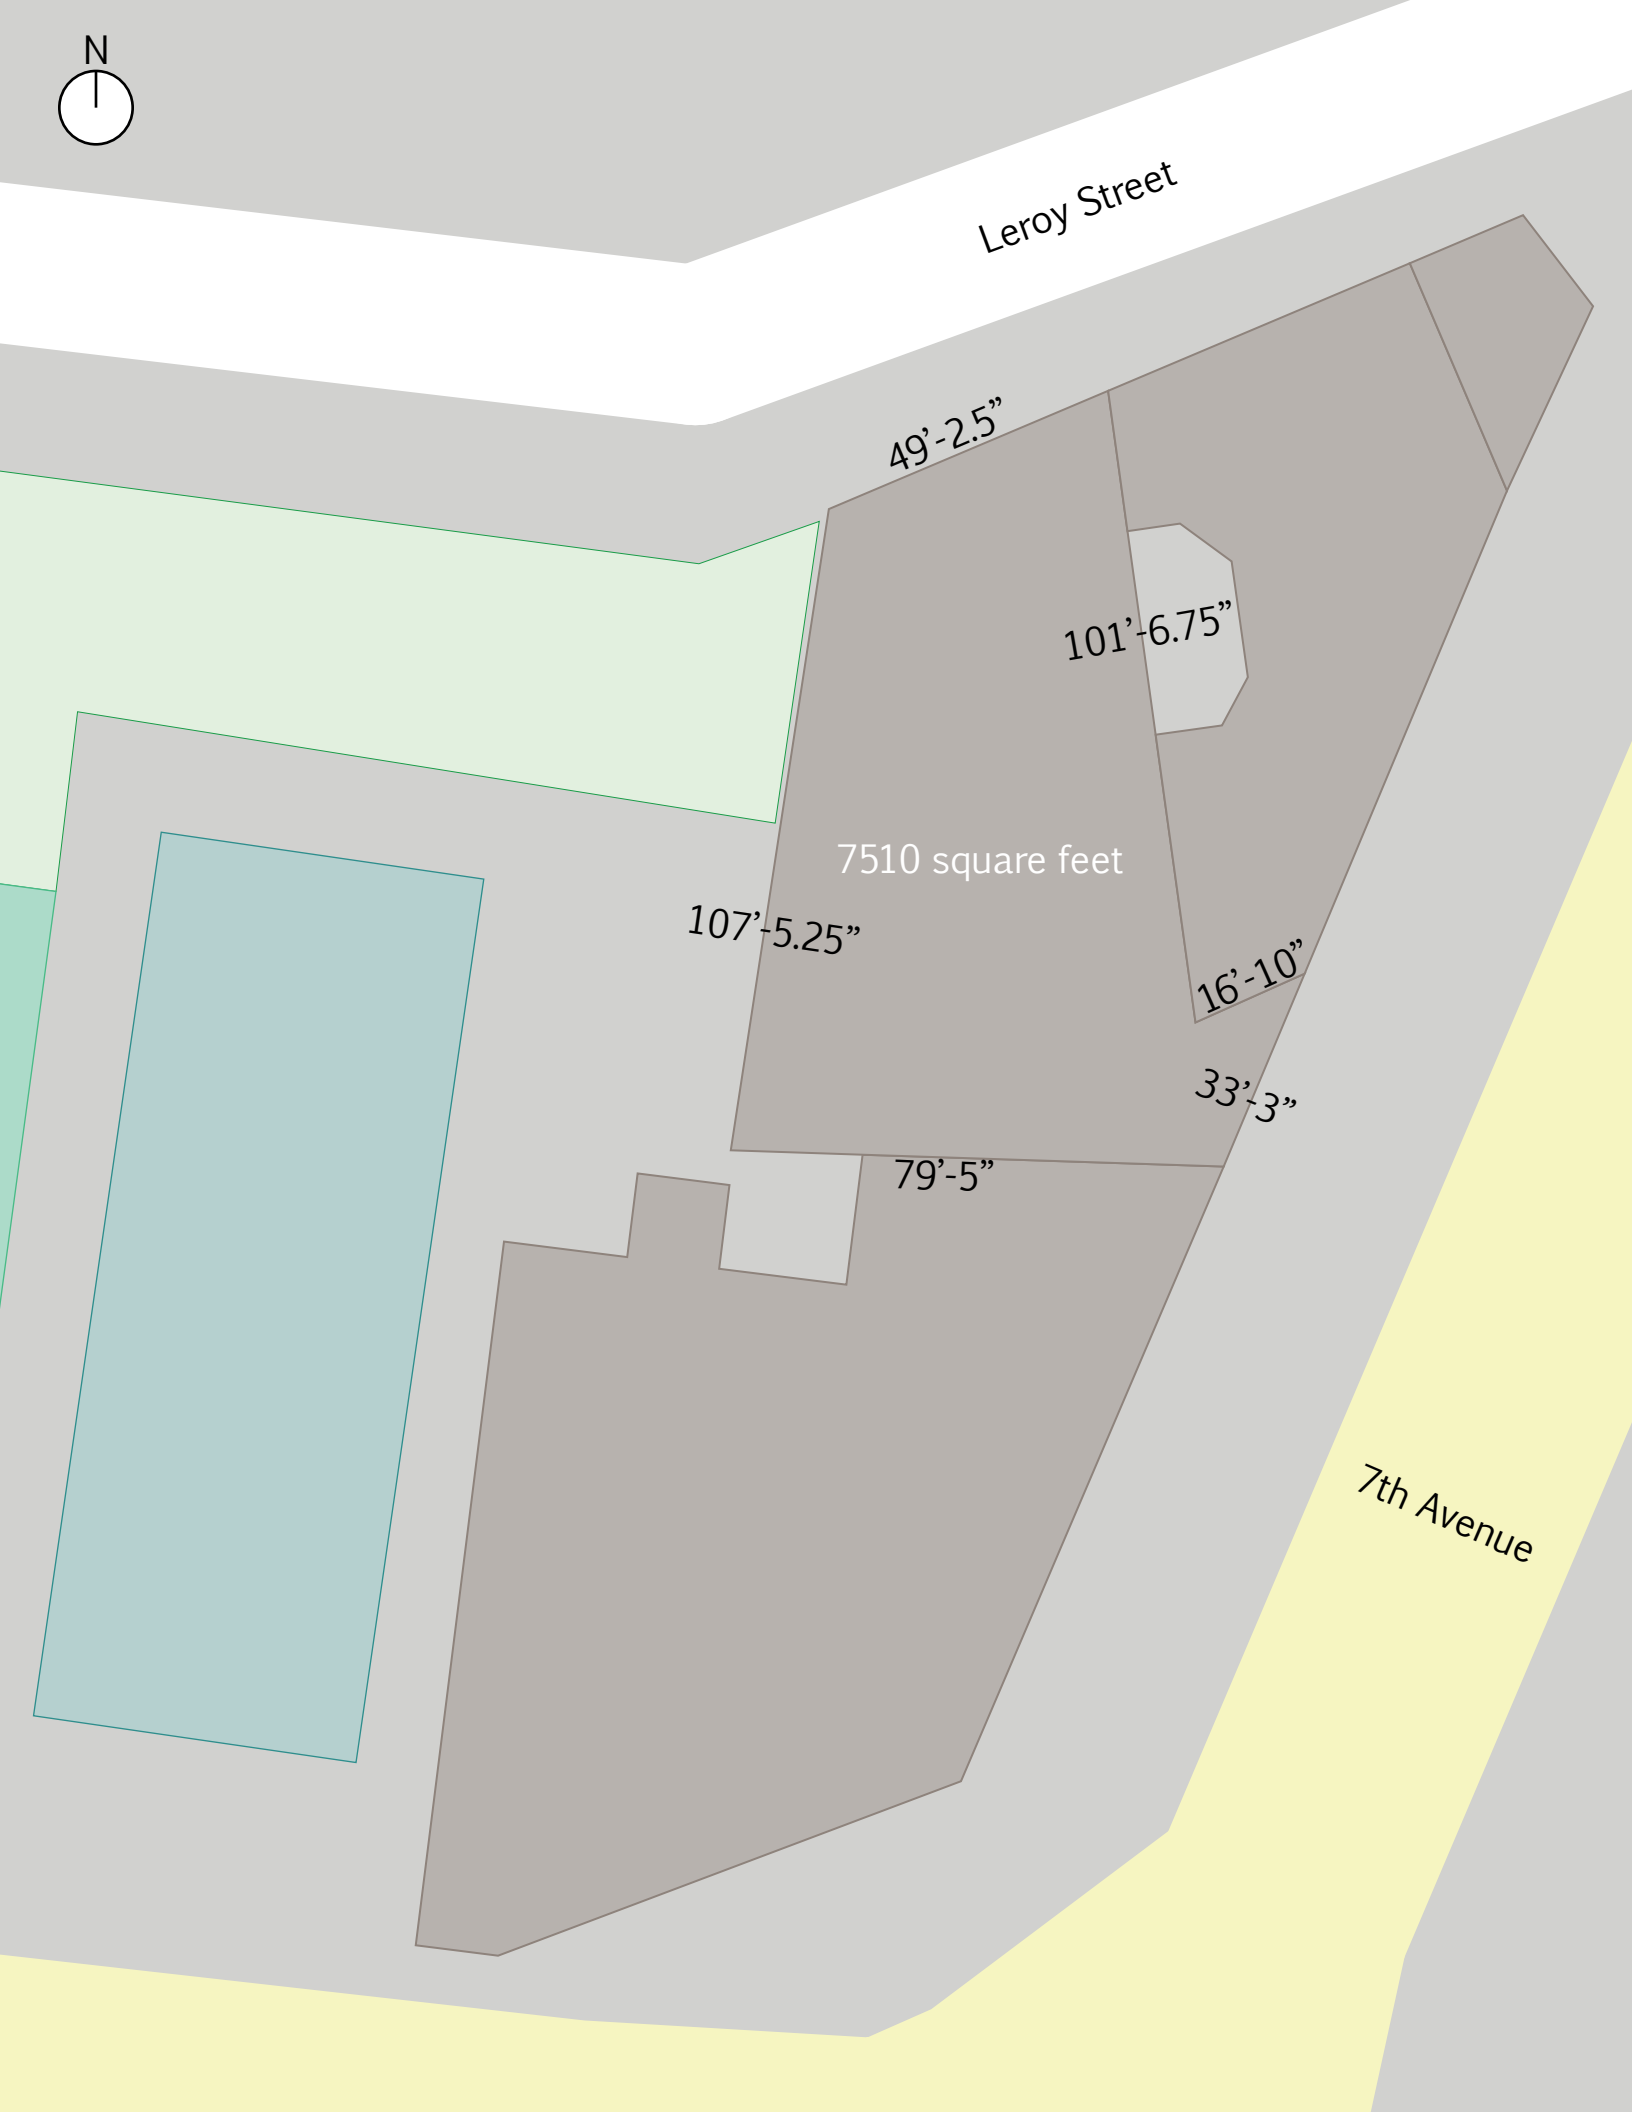 N
Leroy Street
49’-2.5”
101’-6.75”
7510 square feet
107’-5.25”
16’-10”
33’-3”
79’-5”
7th Avenue